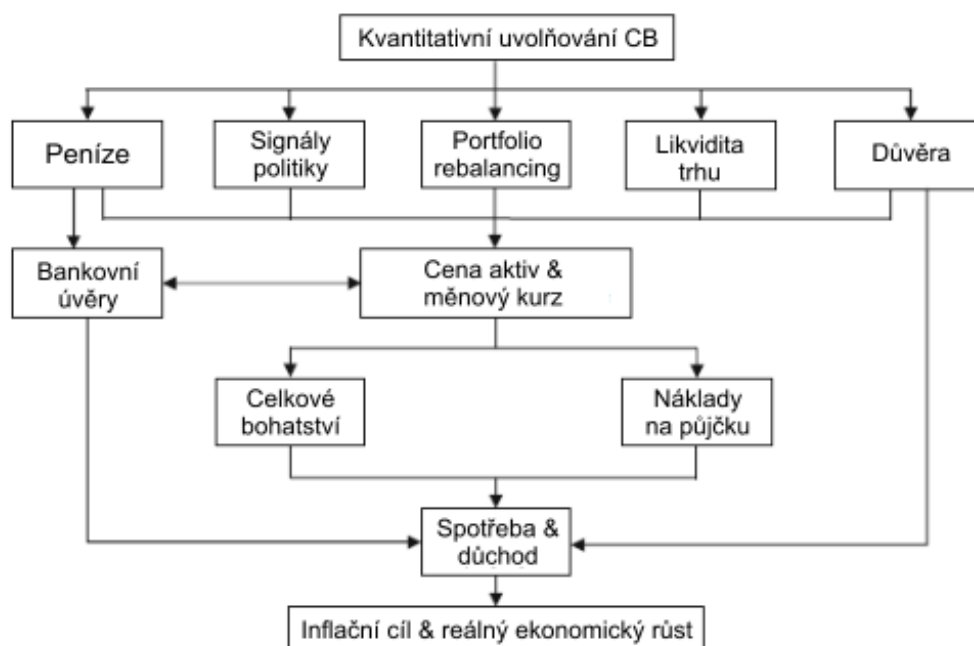 Kvantitativní uvolňování CB
Peníze
Signály
politiky
Portfolio
rebalancing
Likvidita
trhu
Důvěra
Bankovní
úvěry
Cena aktiv &
měnový kurz
Celkové
bohatství
Náklady
na půjčku
Spotřeba &
důchod
Inflační cíl & reálný ekonomický růst